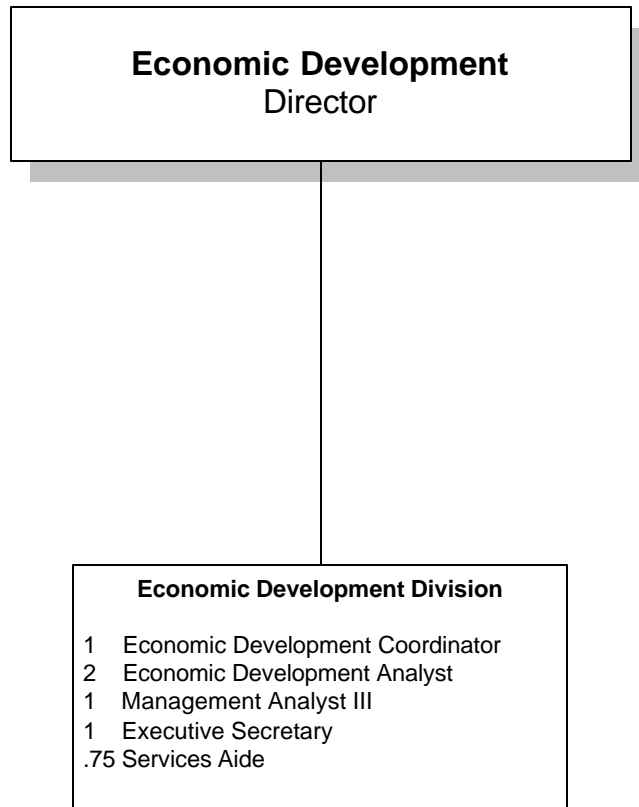 Economic Development
Director
Economic Development Division
1 Economic Development Coordinator
2 Economic Development Analyst
1 Management Analyst III
1 Executive Secretary
.75 Services Aide